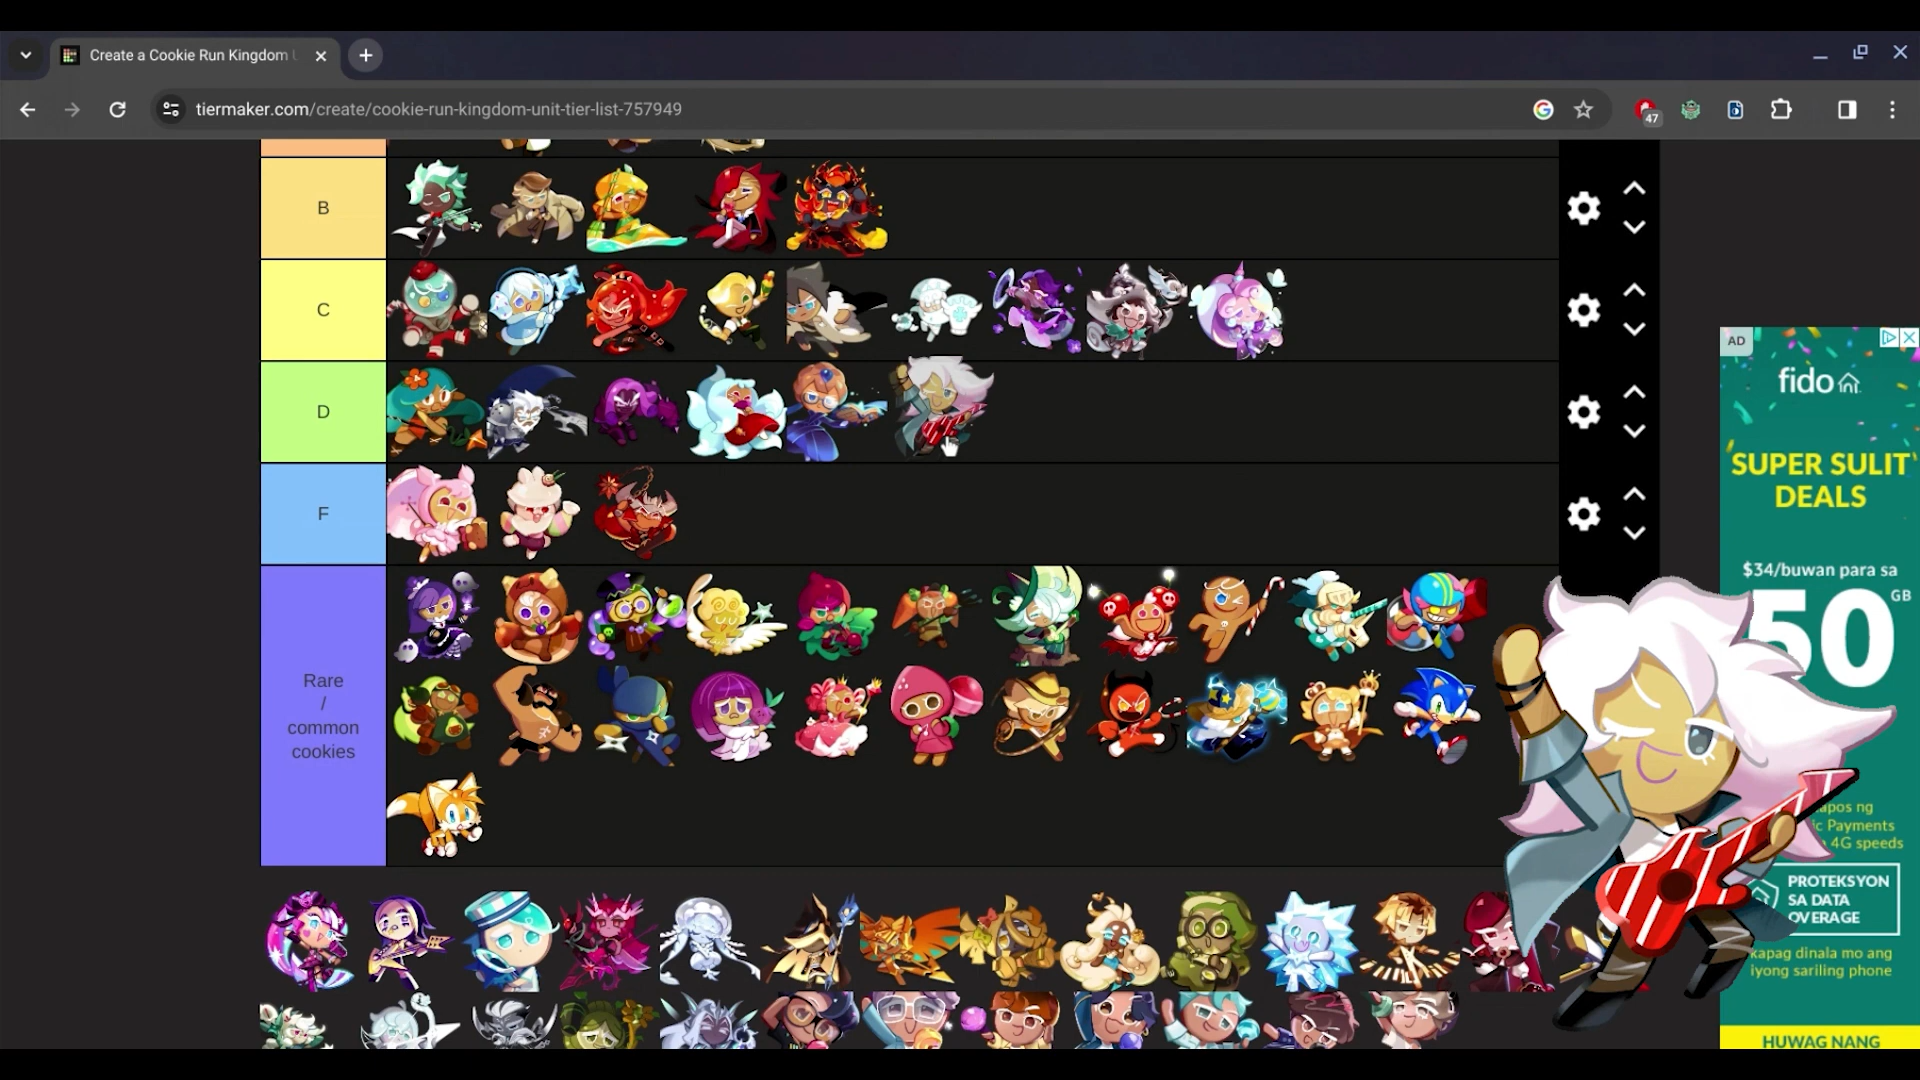 Create a Cookie Run Kingdom
tiermaker.com/create/cookie-run-kingdom-unit-tier-list-757949
47
B
C
D
F
Rare
/
common
cookies
AD
fido
SUPER SULIT
DEALS
$34/buwan para sa
50 GB
ic Payments
4G speeds
PROTEKSYON
SA DATA
OVERAGE
kapag dinala mo ang
iyong sariling phone
HUWAG NANG